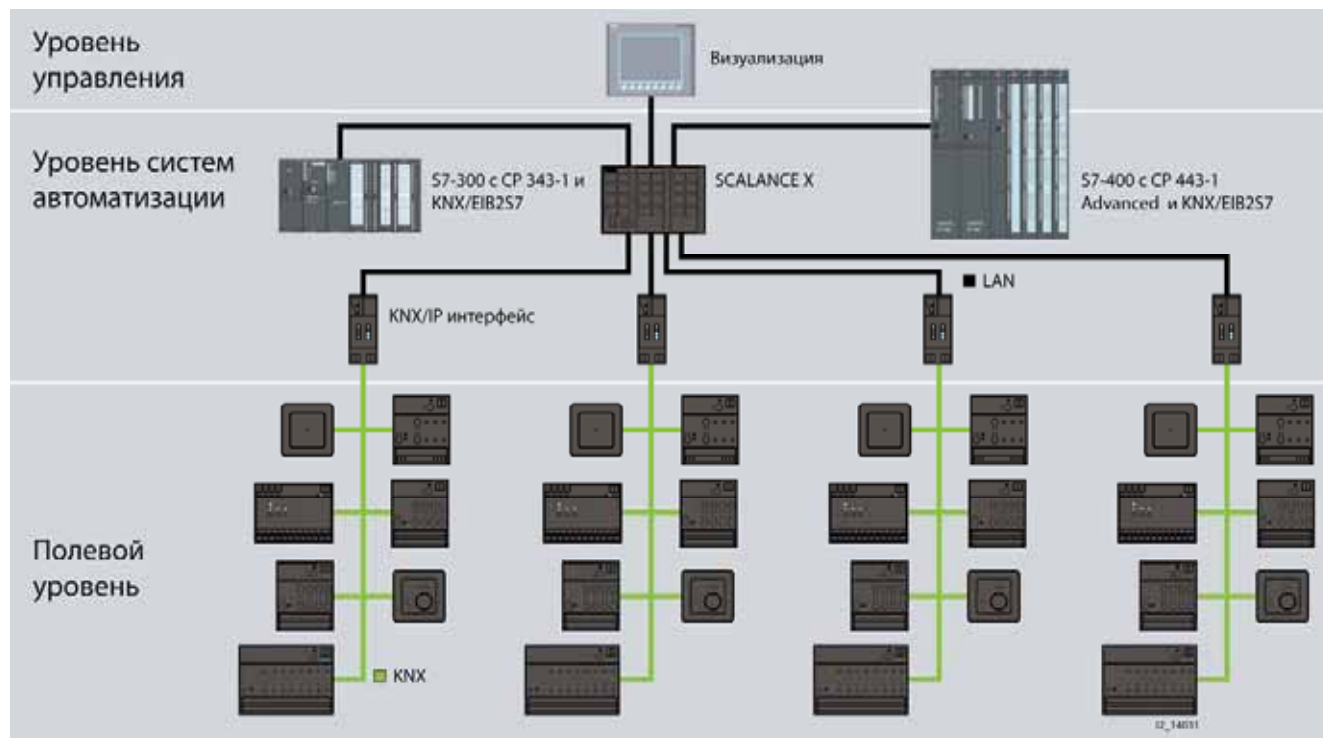 Уровень
управления
Визуализация
Уровень систем
автоматизации
S7-300 с CP 343-1 и
KNX/EIB2S7
SCALANCE X
S7-400 с CP 443-1
Advanced и KNX/EIB2S7
LAN
KNX/IP интерфейс
Полевой
уровень
KNX
I2_14031